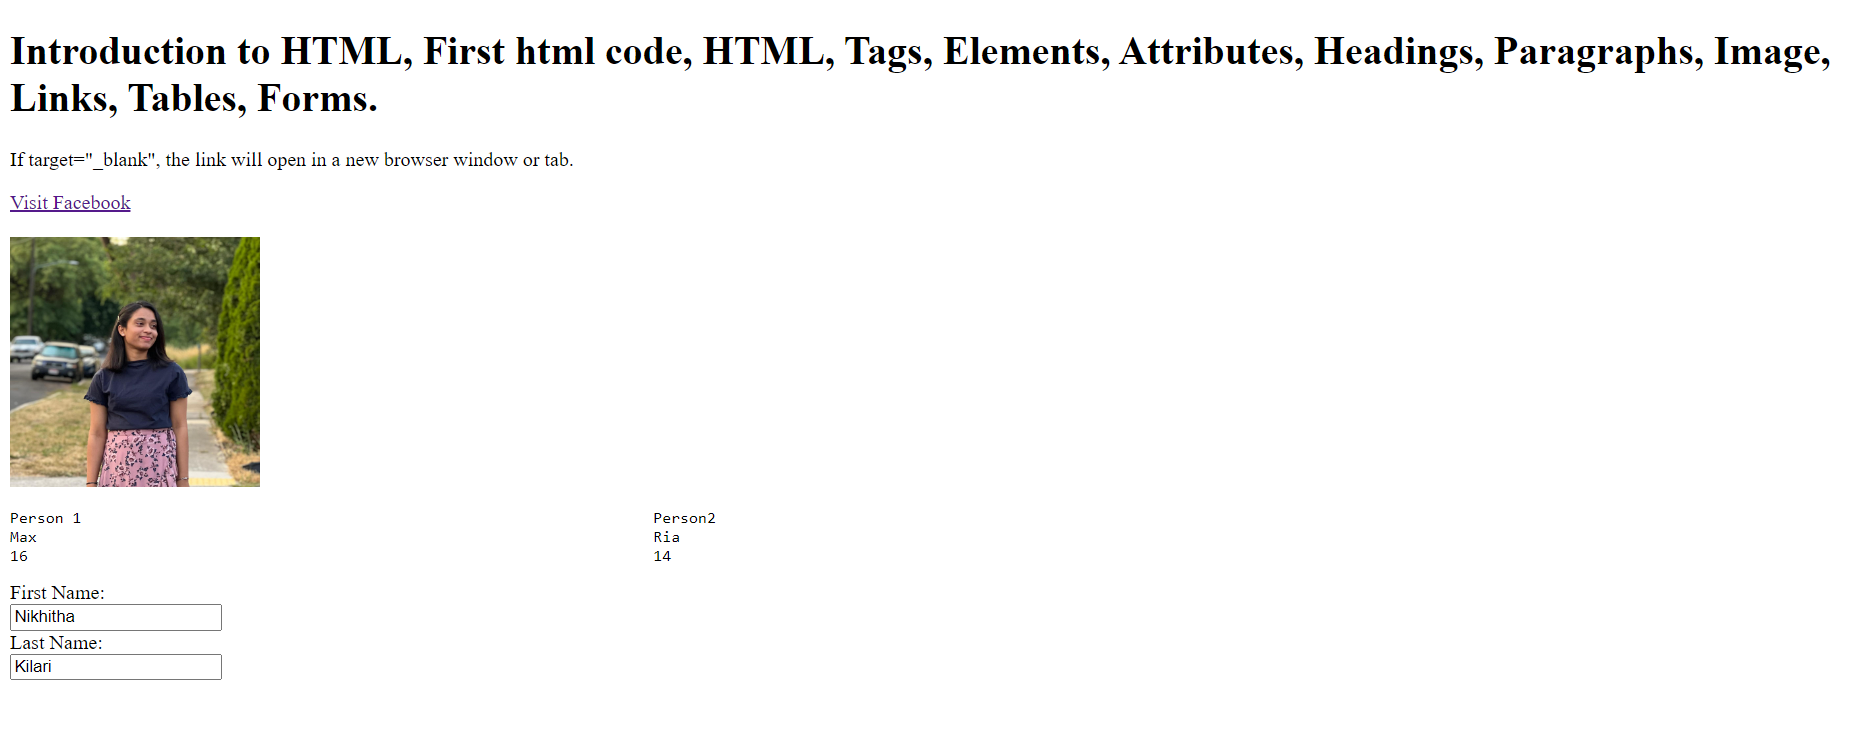 Introduction to HTML, First html code, HTML, Tags, Elements, Attributes, Headings, Paragraphs, Image,
Links, Tables, Forms.
If target="_blank", the link will open in a new browser window or tab.
Visit Facebook
Person 1 Person2
Max Ria
16 14
First Name:
Nikhitha
Last Name:
Kilari